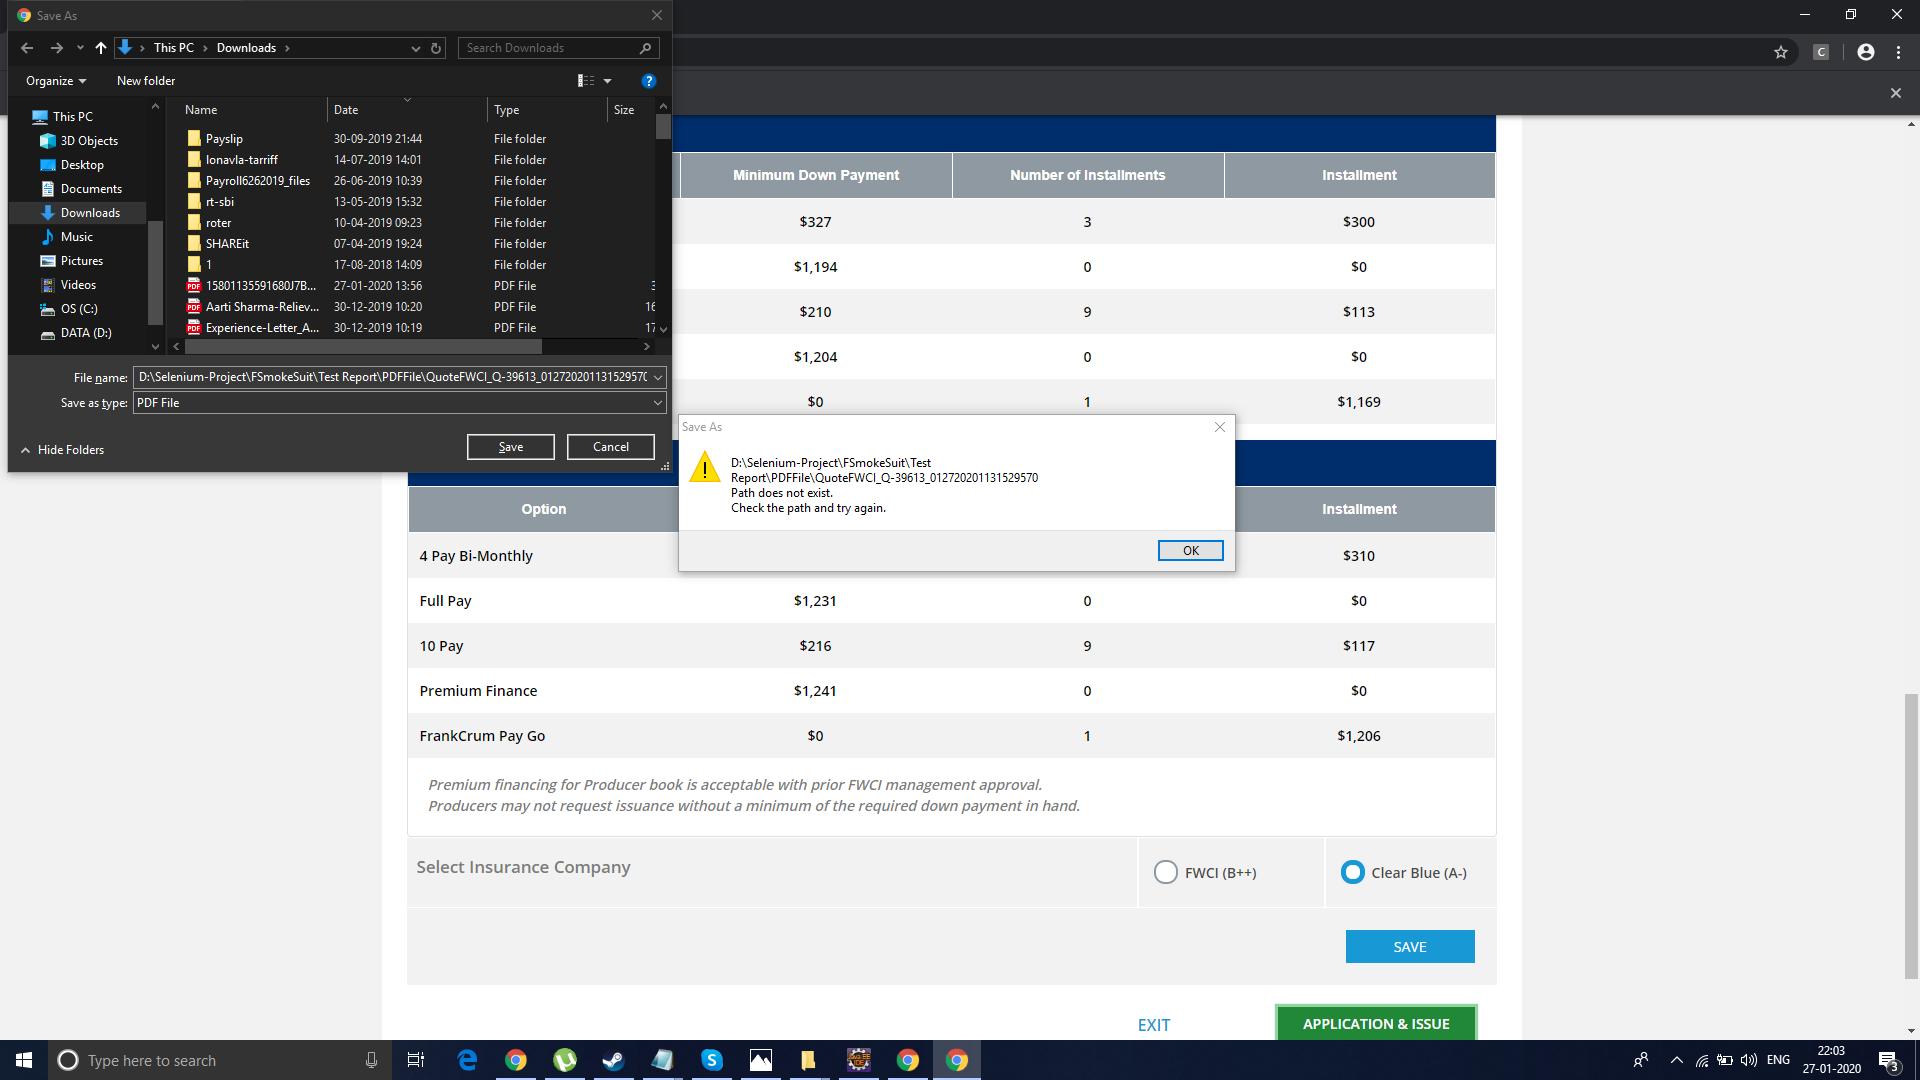 Save As
This PC
Downloads
Search Downloads
Organize
New folder
?
C
Name
Date
Type
Size
This PC
3D Objects
Desktop
Documents
Downloads
Music
Pictures
Videos
OS (C:)
DATA (D:)
Payslip 30-09-2019 21:44 File folder
lonavla-tarriff 14-07-2019 14:01 File folder
Payroll6262019_files 26-06-2019 10:39 File folder
rt-sbi 13-05-2019 15:32 File folder
roter 10-04-2019 09:23 File folder
SHAREit 07-04-2019 19:24 File folder
1 17-08-2018 14:09 File folder
PDF 15801135591680J7B... 27-01-2020 13:56 PDF File 3
PDF Aarti Sharma-Reliev... 30-12-2019 10:20 PDF File 16
PDF Experience-Letter_A... 30-12-2019 10:19 PDF File 17
File name: D:\Selenium-Project\FSmokeSuit\Test Report\PDFFile\QuoteFWCI_Q-39613_012720201131529570
Save as type: PDF File
Hide Folders
Save
Cancel
Minimum Down Payment Number of Installments Installment
$327 3 $300
$1,194 0 $0
$210 9 $113
$1,204 0 $0
$0 1 $1,169
Save As
D:\Selenium-Project\FSmokeSuit\Test
Report\PDFFile\QuoteFWCI_Q-39613_012720201131529570
Path does not exist.
Check the path and try again.
OK
Option Installment
4 Pay Bi-Monthly $310
Full Pay $1,231 0 $0
10 Pay $216 9 $117
Premium Finance $1,241 0 $0
FrankCrum Pay Go $0 1 $1,206
Premium financing for Producer book is acceptable with prior FWCI management approval.
Producers may not request issuance without a minimum of the required down payment in hand.
Select Insurance Company
FWCI (B++)
Clear Blue (A-)
SAVE
EXIT
APPLICATION & ISSUE
Type here to search
ENG
22:03
27-01-2020
3